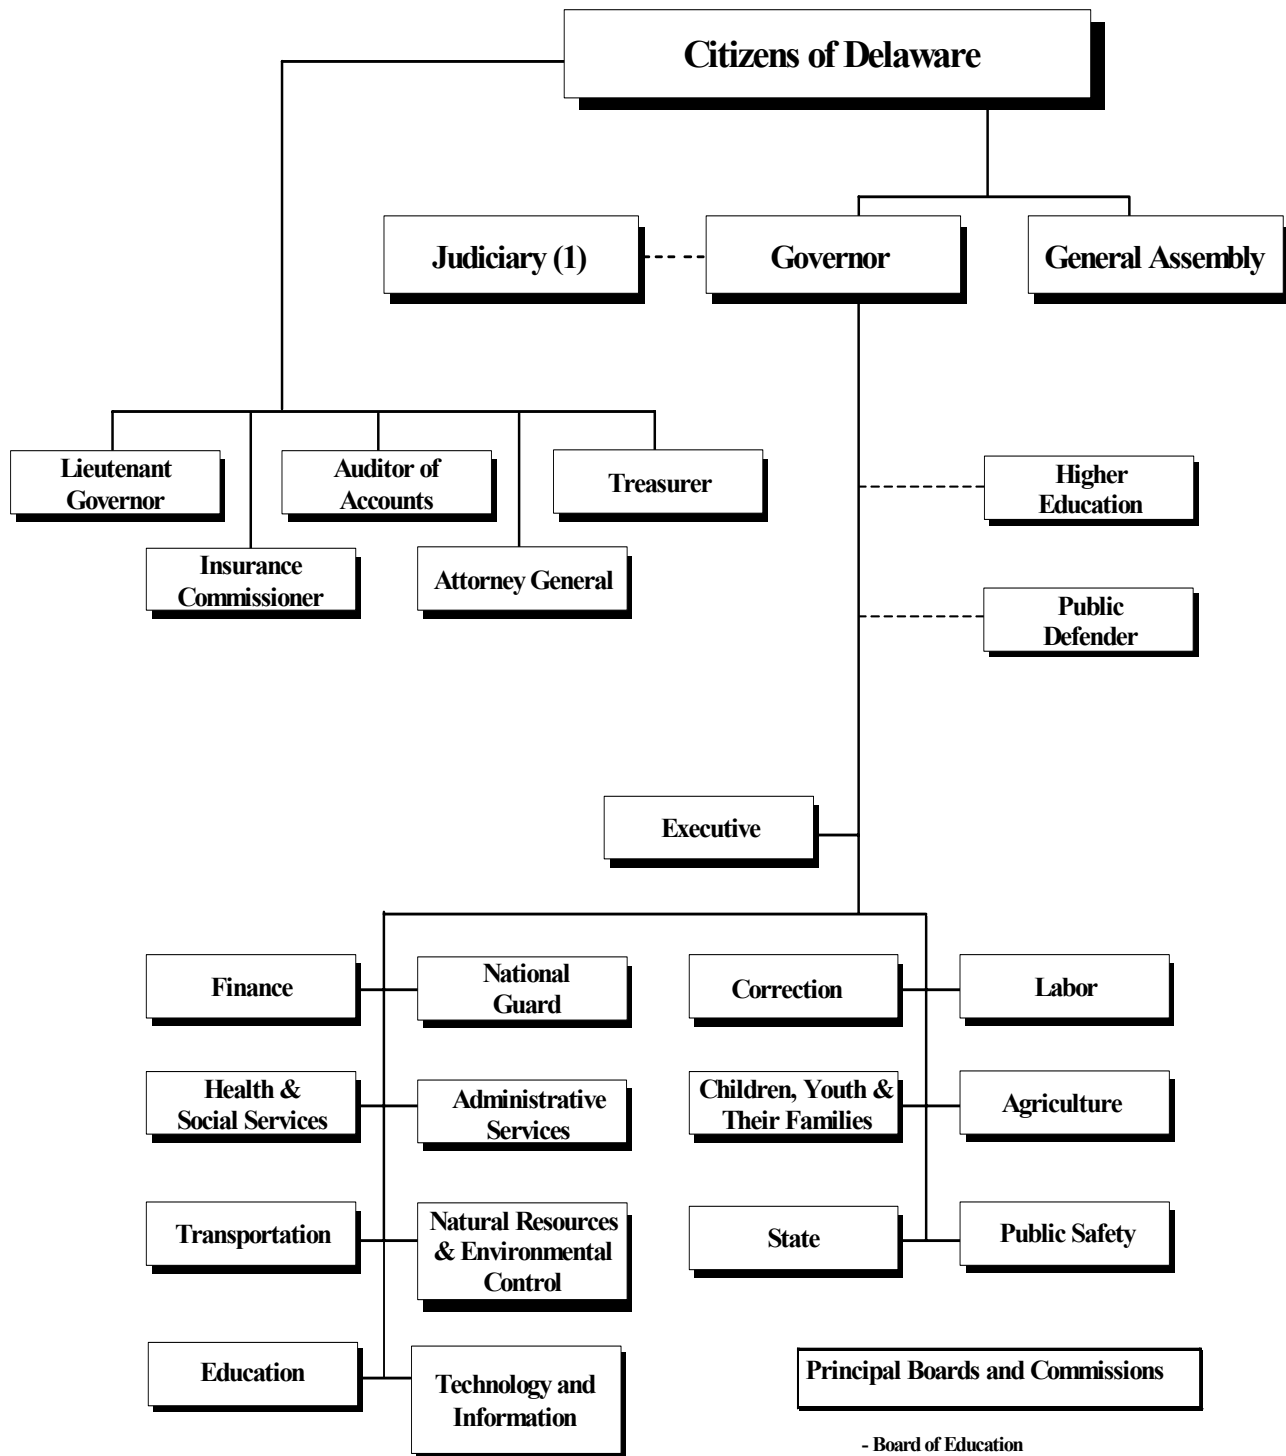 Citizens of Delaware
Judiciary (1)
Governor
General Assembly
Lieutenant
Governor
Auditor of
Accounts
Treasurer
Insurance
Commissioner
Attorney General
Higher
Education
Public
Defender
Executive
Finance
National
Guard
Correction
Labor
Health &
Social Services
Administrative
Services
Children, Youth &
Their Families
Agriculture
Transportation
Natural Resources
& Environmental
Control
State
Public Safety
Education
Technology and
Information
Principal Boards and Commissions
- Board of Education